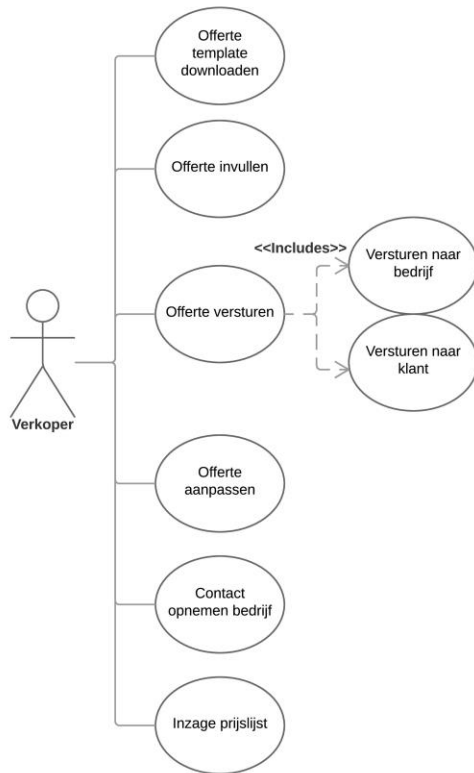 Offerte
template
downloaden
Offerte invullen
<<Includes>>
Versturen naar
bedrijf
Offerte versturen
Versturen naar
klant
Verkoper
Offerte
aanpassen
Contact
opnemen bedrijf
Inzage prijslijst